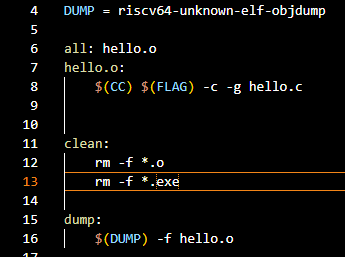 4 DUMP = riscv64-unknown-elf-objdump
5
6 all: hello.o
7 hello.o:
8 $(CC) $(FLAG) -c -g hello.c
9
10
11 clean:
12 rm -f *.o
13 rm -f *.exe
14
15 dump:
16 $(DUMP) -f hello.o
17